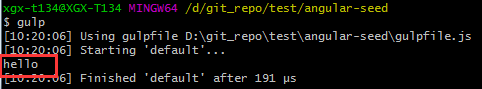 xgx-t1340@XGX-T134 MINGW64 /d/git_repo/test/angular-seed
$ gulp
[10:20:06] Using gulpfile D:\git_repo\test\angular-seed\gulpfile.js
[10:20:06] Starting 'default'...
hello
[10:20:06] Finished 'default' after 191 μs